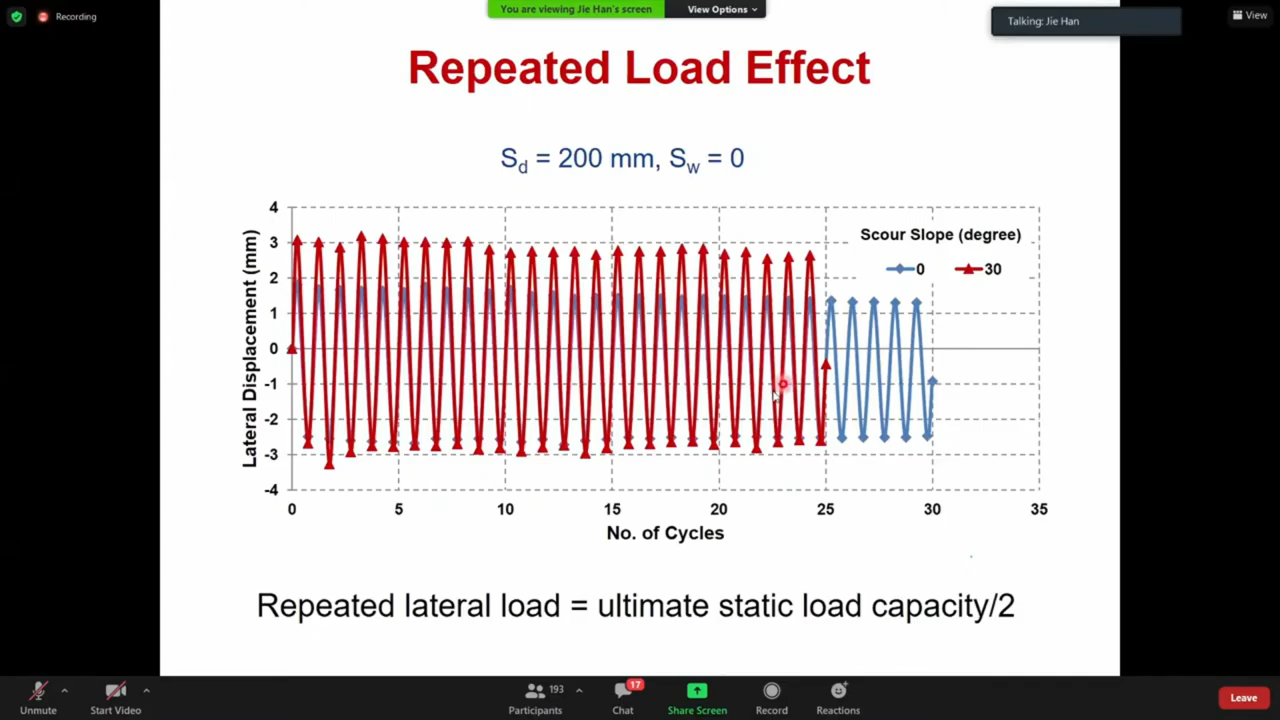 Recording
You are viewing Jie Han's screen
View Options
Talking: Jie Han
View
Repeated Load Effect
Sd = 200 mm, Sw = 0
Lateral Displacement (mm)
4
3
2
1
0
-1
-2
-3
-4
Scour Slope (degree)
0 30
0 5 10 15 20 25 30 35
No. of Cycles
Repeated lateral load = ultimate static load capacity/2
193
17
Unmute Start Video Participants Chat Share Screen Record Reactions Leave